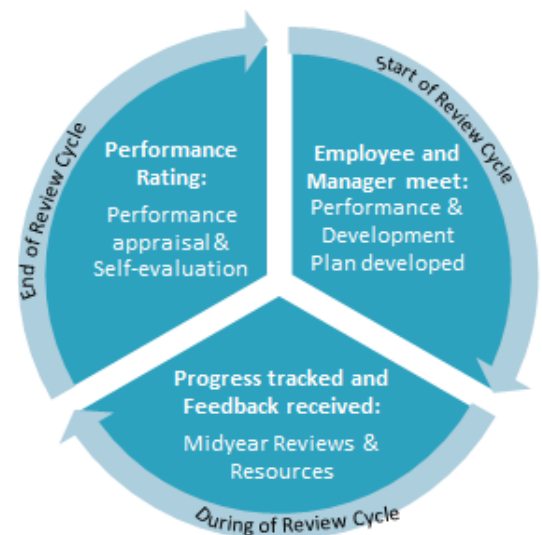 Start of Review Cycle
Employee and
Manager meet:
Performance &
Development
Plan developed
Progress tracked and
Feedback received:
Midyear Reviews &
Resources
During of Review Cycle
Performance
Rating:
Performance
appraisal &
Self-evaluation
End of Review Cycle